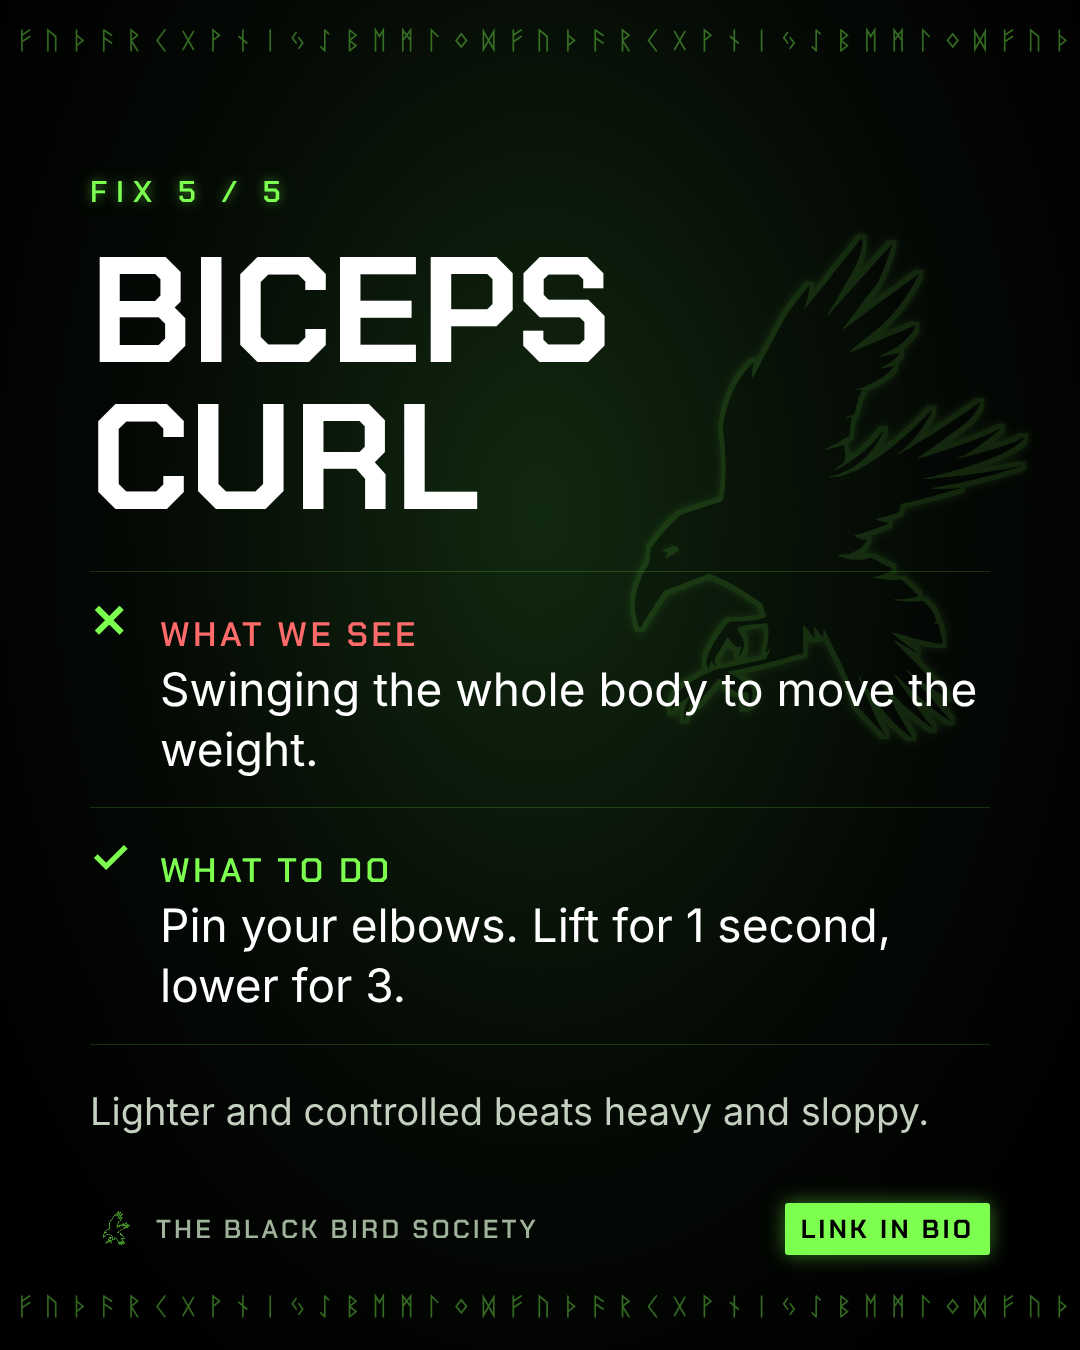 ᚠ ᚢ ᚦ ᚨ ᚱ ᚲ ᚷ ᚹ ᚾ ᛁ ᛃ ᛇ ᛒ ᛖ ᛗ ᛚ ᛜ ᛞ ᚠ ᚢ ᚦ ᚨ ᚱ ᚲ ᚷ ᚹ ᚾ ᛁ ᛃ ᛇ ᛒ ᛖ ᛗ ᛚ ᛜ ᛞ ᚠ ᚢ ᚦ
FIX 5 / 5
BICEPS
CURL
WHAT WE SEE
Swinging the whole body to move the
weight.
WHAT TO DO
Pin your elbows. Lift for 1 second,
lower for 3.
Lighter and controlled beats heavy and sloppy.
THE BLACK BIRD SOCIETY
LINK IN BIO
ᚠ ᚢ ᚦ ᚨ ᚱ ᚲ ᚷ ᚹ ᚾ ᛁ ᛃ ᛇ ᛒ ᛖ ᛗ ᛚ ᛜ ᛞ ᚠ ᚢ ᚦ ᚨ ᚱ ᚲ ᚷ ᚹ ᚾ ᛁ ᛃ ᛇ ᛒ ᛖ ᛗ ᛚ ᛜ ᛞ ᚠ ᚢ ᚦ